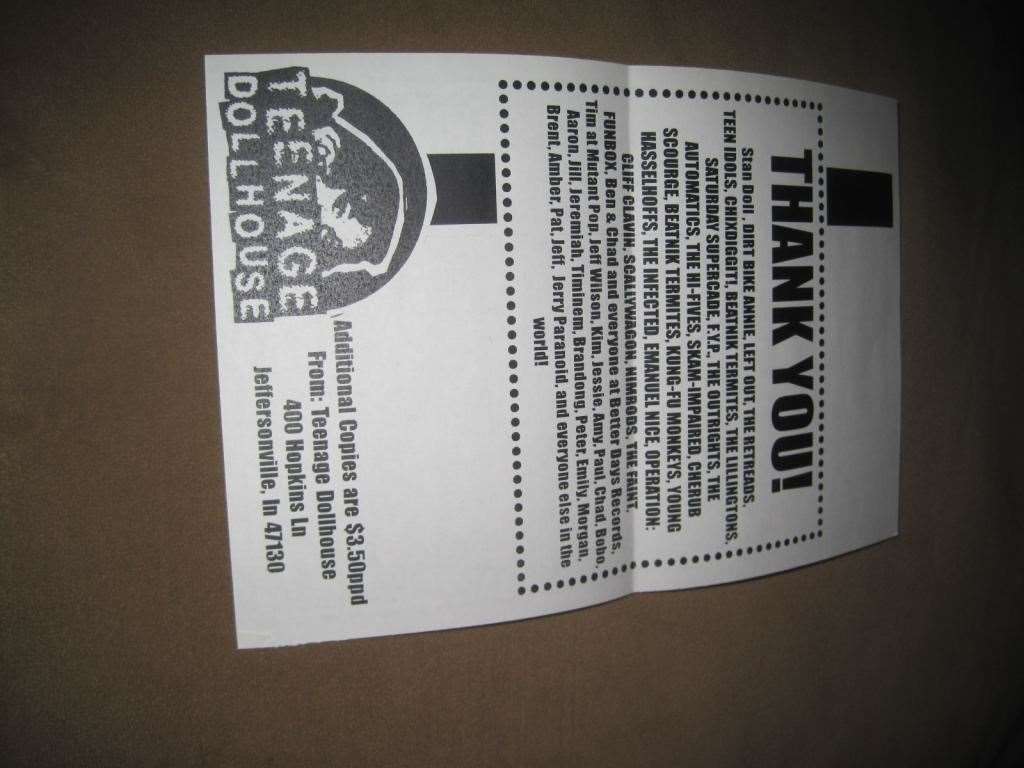 THANK YOU!
Stan Doll, DIRT BIKE ANNIE, LEFT OUT, THE RETREADS,
TEEN IDOLS, CHIXDIGGIT!, BEATNIK TERMITES, THE LILLINGTONS,
SATURDAY SUPERCADE, F.Y.P., THE OUTRIGHTS, THE
AUTOMATICS, THE HI-FIVES, SKAM-IMPAIRED, CHERUB
SCOURGE, BEATNIK TERMITES, KUNG-FU MONKEYS, YOUNG
HASSELHOFFS, THE INFECTED, EMANUEL NICE, OPERATION:
CLIFF CLAVIN, SCALLYWAGON, NIMRODS, THE FAINT,
FUNBOX, Ben & Chad and everyone at Better Days Records,
Tim at Mutant Pop, Jeff Wilson, Kim, Jessie, Amy, Paul, Chad, Bobo,
Aaron, Jill, Jeremiah, Timinem, Brandong, Peter, Emily, Morgan,
Brent, Amber, Pat, Jeff, Jerry Paranoid, and everyone else in the
world!
TEENAGE
DOLLHOUSE
Additional Copies are $3.50ppd
From: Teenage Dollhouse
400 Hopkins Ln
Jeffersonville, In 47130